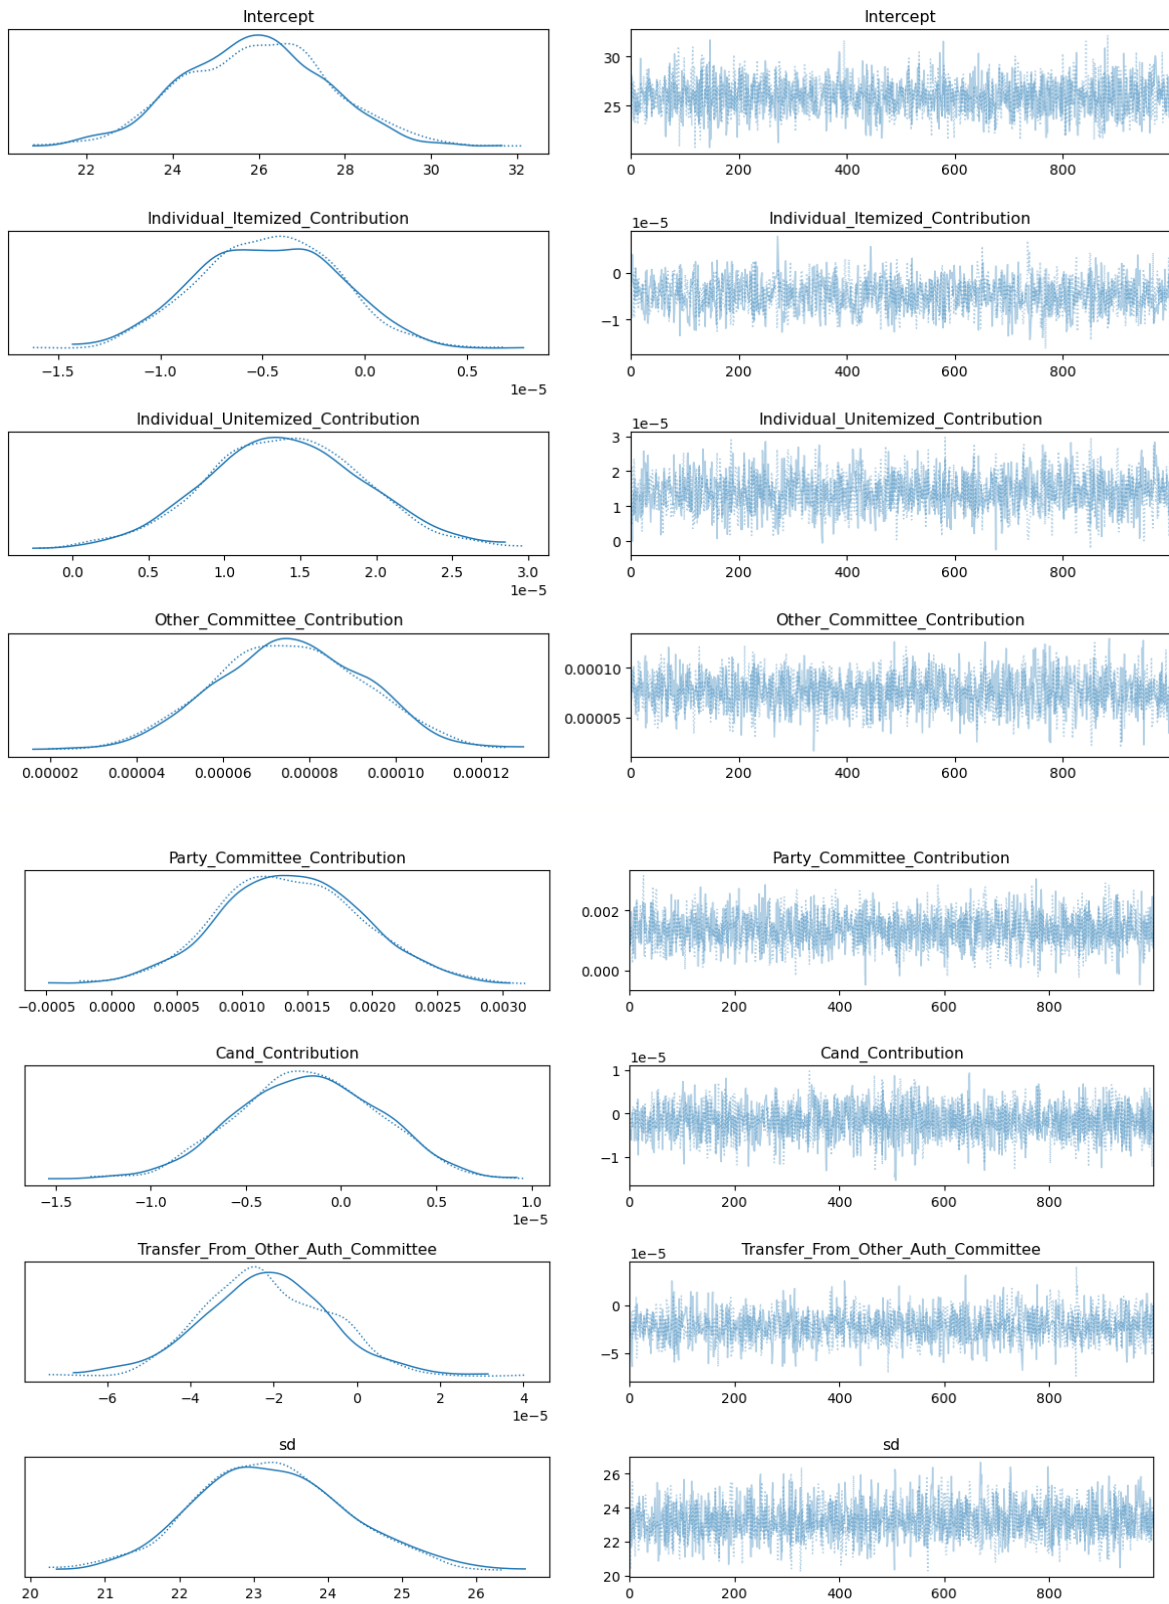 Intercept Intercept
30
25
22 24 26 28 30 32 0 200 400 600 800
Individual_Itemized_Contribution Individual_Itemized_Contribution
1e−5
0
−1
−1.5 −1.0 −0.5 0.0 0.5 0 200 400 600 800
1e−5
Individual_Unitemized_Contribution Individual_Unitemized_Contribution
1e−5
3
2
1
0
0.0 0.5 1.0 1.5 2.0 2.5 3.0 0 200 400 600 800
1e−5
Other_Committee_Contribution Other_Committee_Contribution
0.00010
0.00005
0.00002 0.00004 0.00006 0.00008 0.00010 0.00012 0 200 400 600 800
Party_Committee_Contribution Party_Committee_Contribution
0.002
0.000
−0.0005 0.0000 0.0005 0.0010 0.0015 0.0020 0.0025 0.0030 0 200 400 600 800
Cand_Contribution Cand_Contribution
1e−5
1
0
−1
−1.5 −1.0 −0.5 0.0 0.5 1.0 0 200 400 600 800
1e−5
Transfer_From_Other_Auth_Committee Transfer_From_Other_Auth_Committee
1e−5
0
−5
−6 −4 −2 0 2 4 0 200 400 600 800
1e−5
sd sd
26
24
22
20
20 21 22 23 24 25 26 0 200 400 600 800